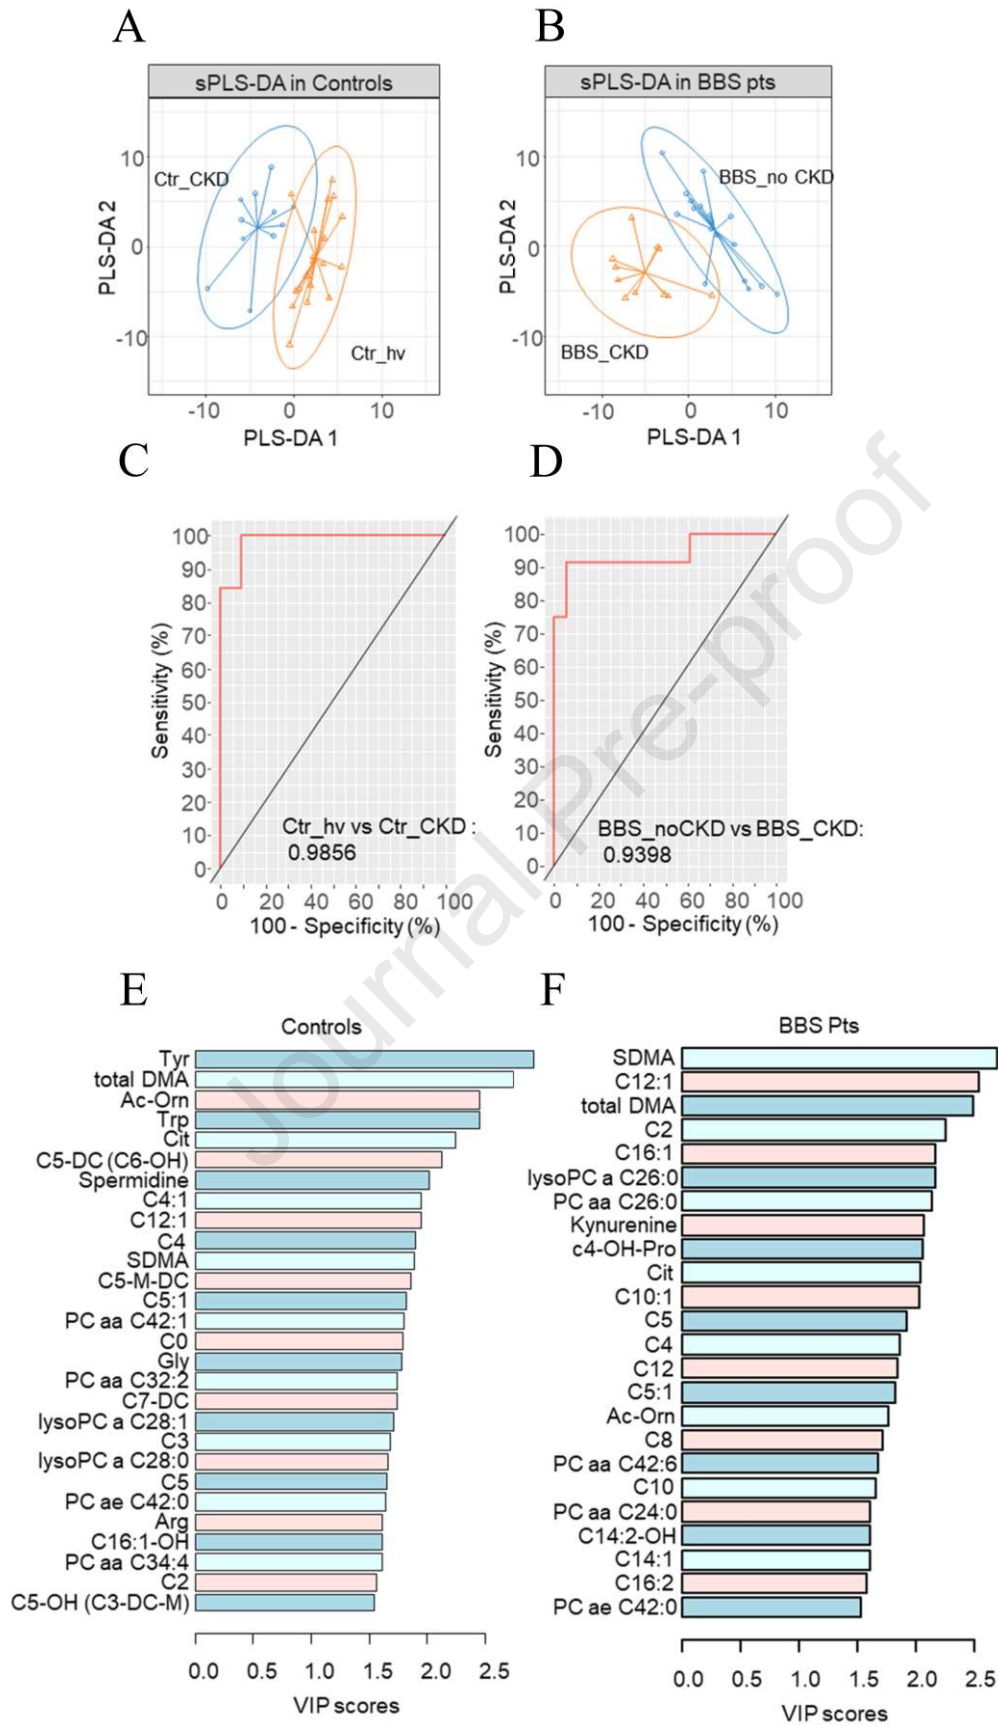 A
B
sPLS-DA in Controls
sPLS-DA in BBS pts
Ctr_CKD
BBS_no CKD
PLS-DA 2
10
0
-10
PLS-DA 2
10
0
-10
Ctr_hv
BBS_CKD
-10 0 10
PLS-DA 1
-10 0 10
PLS-DA 1
C
D
Sensitivity (%)
100
90
80
70
60
50
40
30
20
10
0
Ctr_hv vs Ctr_CKD :
0.9856
0 20 40 60 80 100
100 - Specificity (%)
Sensitivity (%)
100
90
80
70
60
50
40
30
20
10
0
BBS_noCKD vs BBS_CKD:
0.9398
0 20 40 60 80 100
100 - Specificity (%)
Journal Pre-proof
E
Controls
Tyr
total DMA
Ac-Orn
Trp
Cit
C5-DC (C6-OH)
Spermidine
C4:1
C12:1
C4
SDMA
C5-M-DC
C5:1
PC aa C42:1
C0
Gly
PC aa C32:2
C7-DC
lysoPC a C28:1
C3
lysoPC a C28:0
C5
PC ae C42:0
Arg
C16:1-OH
PC aa C34:4
C2
C5-OH (C3-DC-M)
0.0 0.5 1.0 1.5 2.0 2.5
VIP scores
F
BBS Pts
SDMA
C12:1
total DMA
C2
C16:1
lysoPC a C26:0
PC aa C26:0
Kynurenine
c4-OH-Pro
Cit
C10:1
C5
C4
C12
C5:1
Ac-Orn
C8
PC aa C42:6
C10
PC aa C24:0
C14:2-OH
C14:1
C16:2
PC ae C42:0
0.0 0.5 1.0 1.5 2.0 2.5
VIP scores